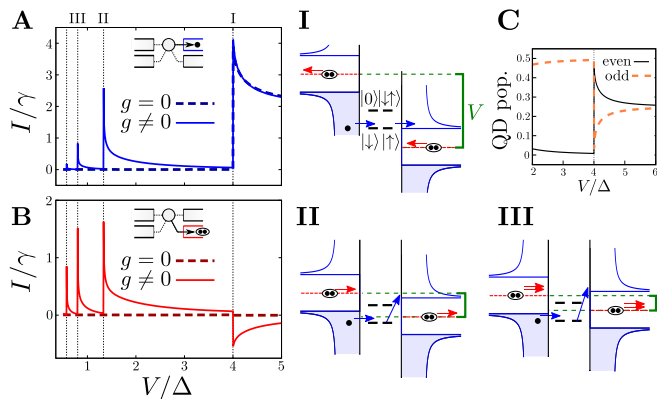 A
III II I
I/γ
4
3
2
1
0
g = 0
g ≠ 0
B
I/γ
2
1
0
g = 0
g ≠ 0
1 2 3 4 5
V/Δ
I
|0⟩ |↓↑⟩
|↓⟩ |↑⟩
V
C
QD pop.
0.5
0.4
0.3
0.2
0.1
0
even
odd
2 3 4 5 6
V/Δ
II
III